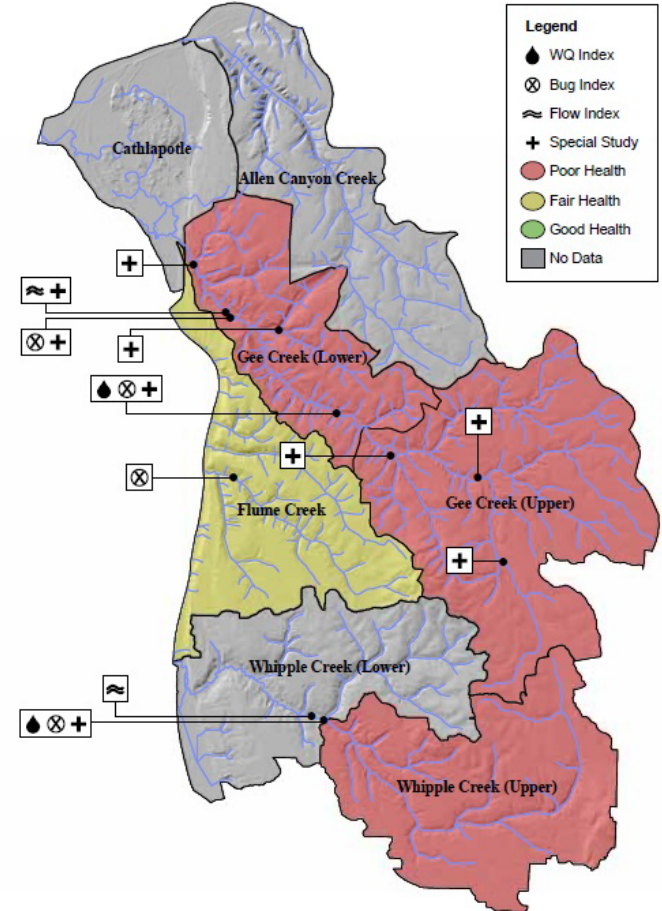 Legend
WQ Index
Bug Index
Flow Index
Special Study
Poor Health
Fair Health
Good Health
No Data
Cathlapotle
Allen Canyon Creek
Gee Creek (Lower)
Gee Creek (Upper)
Flume Creek
Whipple Creek (Lower)
Whipple Creek (Upper)